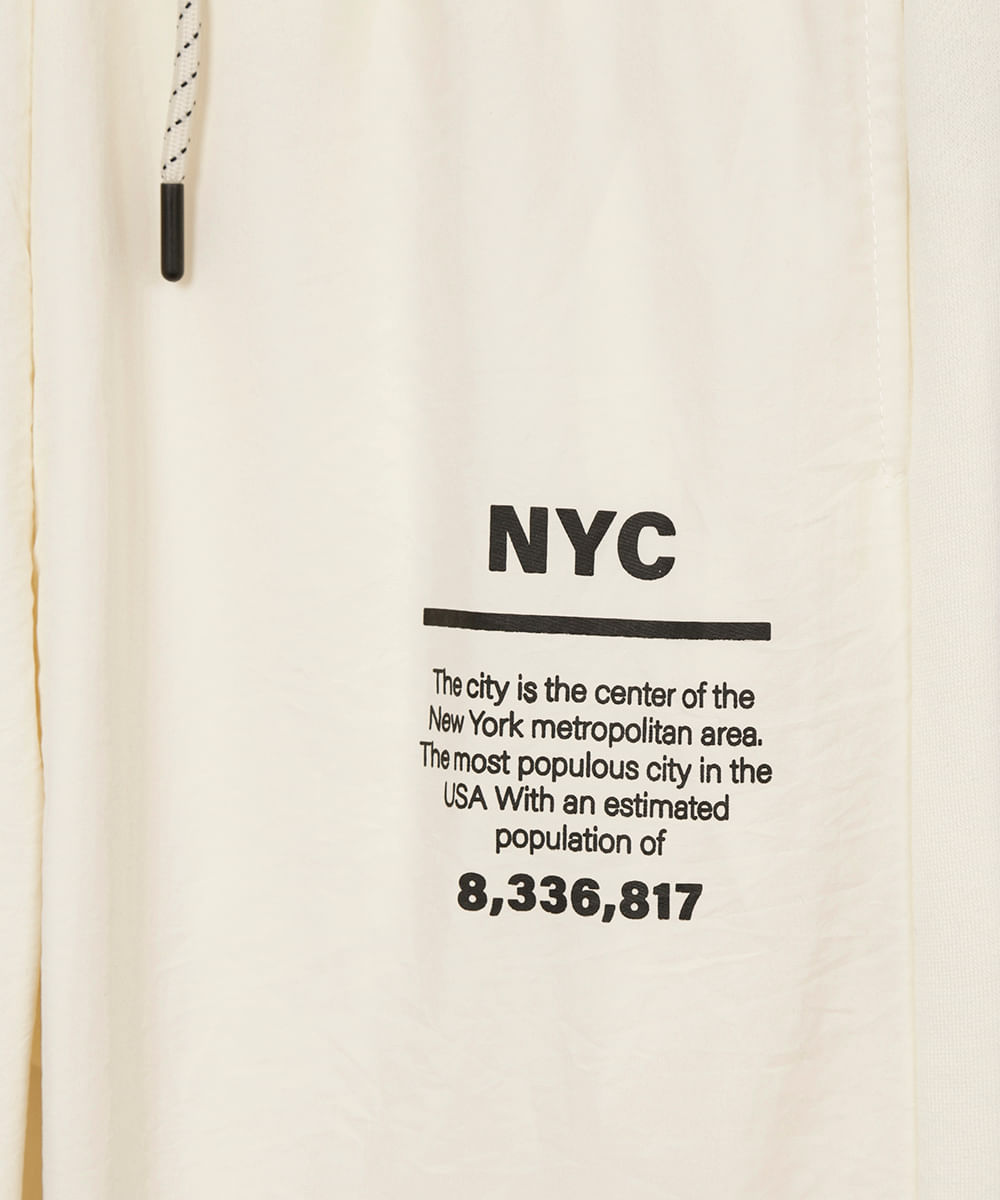 NYC
The city is the center of the
New York metropolitan area.
The most populous city in the
USA With an estimated
population of
8,336,817